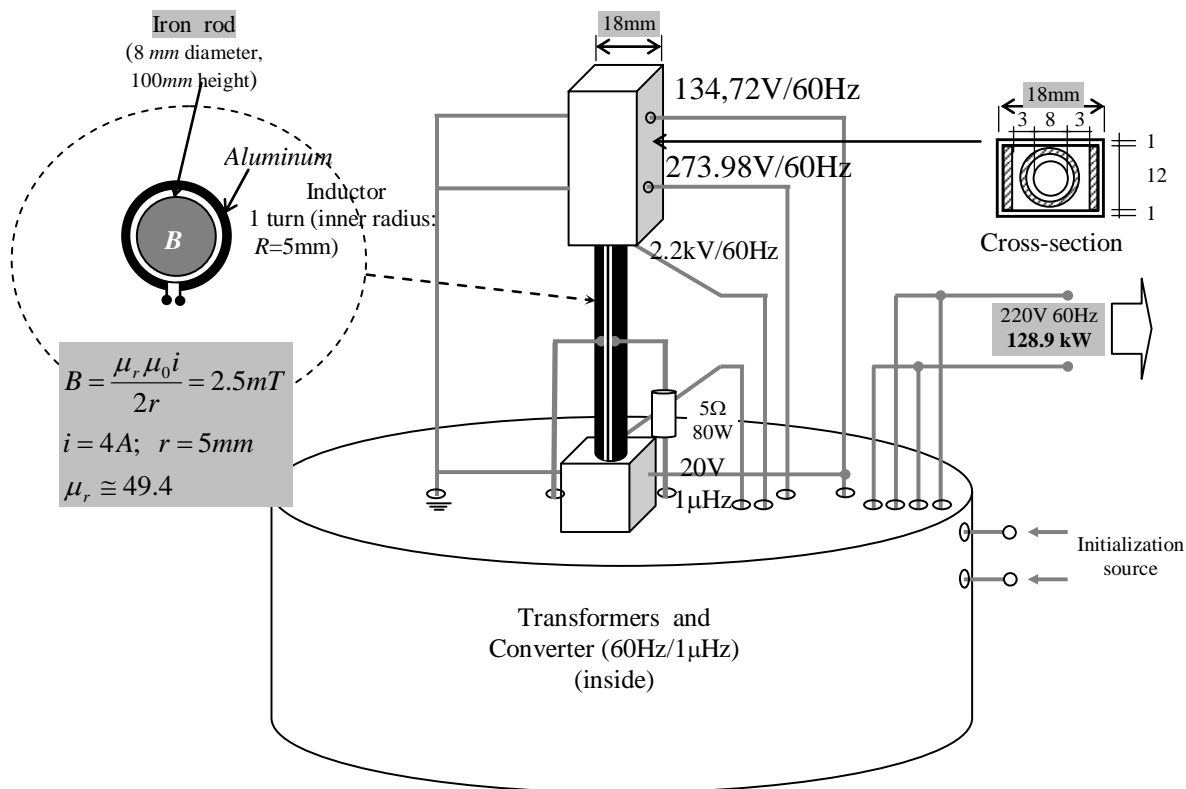 Iron rod
(8 mm diameter,
100mm height)
Aluminum
Inductor
1 turn (inner radius:
R=5mm)
B
B = μrμ0i / 2r = 2.5mT
i = 4A; r = 5mm
μr ≅ 49.4
18mm
134,72V/60Hz
273.98V/60Hz
2.2kV/60Hz
18mm
3 8 3
1
12
1
Cross-section
220V 60Hz
128.9 kW
5Ω
80W
20V
1μHz
Initialization
source
Transformers and
Converter (60Hz/1μHz)
(inside)